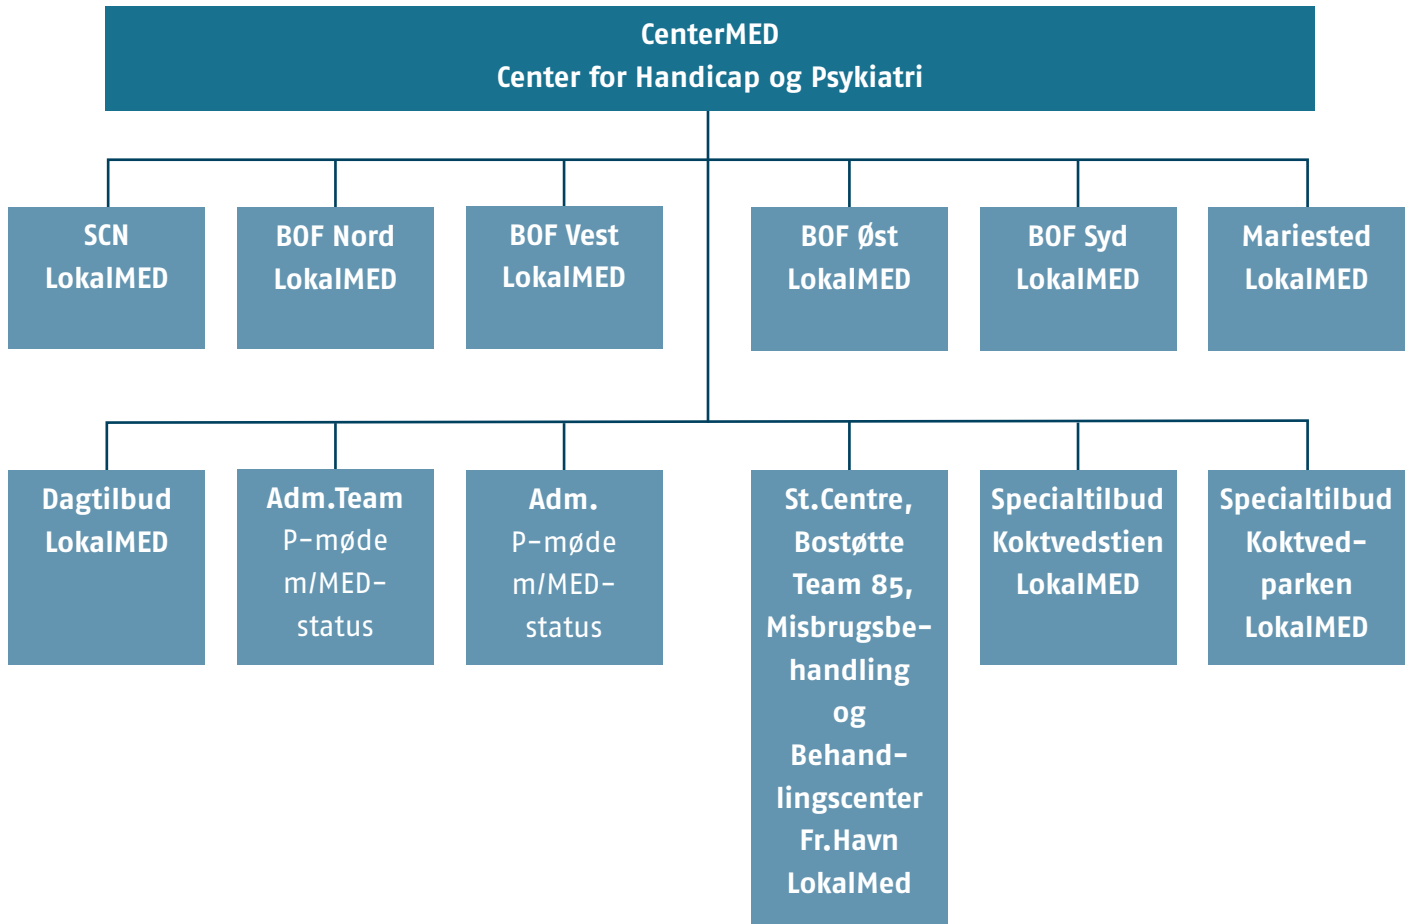 CenterMED
Center for Handicap og Psykiatri
SCN
LokalMED
BOF Nord
LokalMED
BOF Vest
LokalMED
BOF Øst
LokalMED
BOF Syd
LokalMED
Mariested
LokalMED
Dagtilbud
LokalMED
Adm.Team
P-møde
m/MED-
status
Adm.
P-møde
m/MED-
status
St.Centre,
Bostøtte
Team 85,
Misbrugsbe-
handling
og
Behand-
lingscenter
Fr.Havn
LokalMed
Specialtilbud
Koktvedstien
LokalMED
Specialtilbud
Koktved-
parken
LokalMED